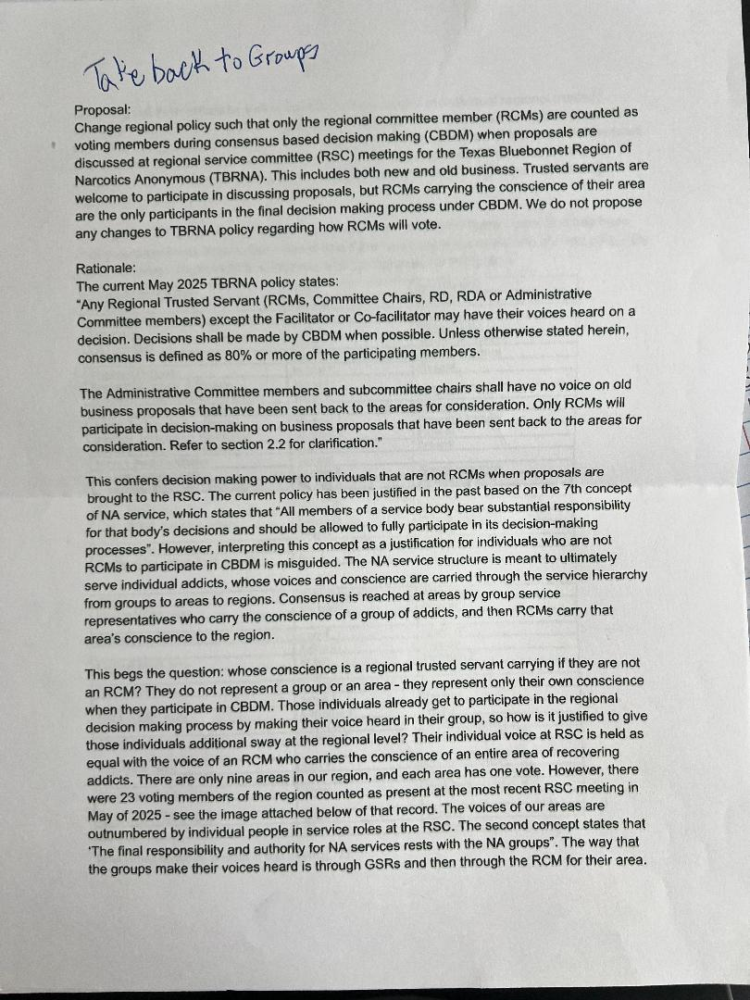 Take back to Groups
Proposal:
Change regional policy such that only the regional committee member (RCMs) are counted as
voting members during consensus based decision making (CBDM) when proposals are
discussed at regional service committee (RSC) meetings for the Texas Bluebonnet Region of
Narcotics Anonymous (TBRNA). This includes both new and old business. Trusted servants are
welcome to participate in discussing proposals, but RCMs carrying the conscience of their area
are the only participants in the final decision making process under CBDM. We do not propose
any changes to TBRNA policy regarding how RCMs will vote.
Rationale:
The current May 2025 TBRNA policy states:
“Any Regional Trusted Servant (RCMs, Committee Chairs, RD, RDA or Administrative
Committee members) except the Facilitator or Co-facilitator may have their voices heard on a
decision. Decisions shall be made by CBDM when possible. Unless otherwise stated herein,
consensus is defined as 80% or more of the participating members.
The Administrative Committee members and subcommittee chairs shall have no voice on old
business proposals that have been sent back to the areas for consideration. Only RCMs will
participate in decision-making on business proposals that have been sent back to the areas for
consideration. Refer to section 2.2 for clarification.”
This confers decision making power to individuals that are not RCMs when proposals are
brought to the RSC. The current policy has been justified in the past based on the 7th concept
of NA service, which states that “All members of a service body bear substantial responsibility
for that body’s decisions and should be allowed to fully participate in its decision-making
processes”. However, interpreting this concept as a justification for individuals who are not
RCMs to participate in CBDM is misguided. The NA service structure is meant to ultimately
serve individual addicts, whose voices and conscience are carried through the service hierarchy
from groups to areas to regions. Consensus is reached at areas by group service
representatives who carry the conscience of a group of addicts, and then RCMs carry that
area’s conscience to the region.
This begs the question: whose conscience is a regional trusted servant carrying if they are not
an RCM? They do not represent a group or an area - they represent only their own conscience
when they participate in CBDM. Those individuals already get to participate in the regional
decision making process by making their voice heard in their group, so how is it justified to give
those individuals additional sway at the regional level? Their individual voice at RSC is held as
equal with the voice of an RCM who carries the conscience of an entire area of recovering
addicts. There are only nine areas in our region, and each area has one vote. However, there
were 23 voting members of the region counted as present at the most recent RSC meeting in
May of 2025 - see the image attached below of that record. The voices of our areas are
outnumbered by individual people in service roles at the RSC. The second concept states that
‘The final responsibility and authority for NA services rests with the NA groups”. The way that
the groups make their voices heard is through GSRs and then through the RCM for their area.